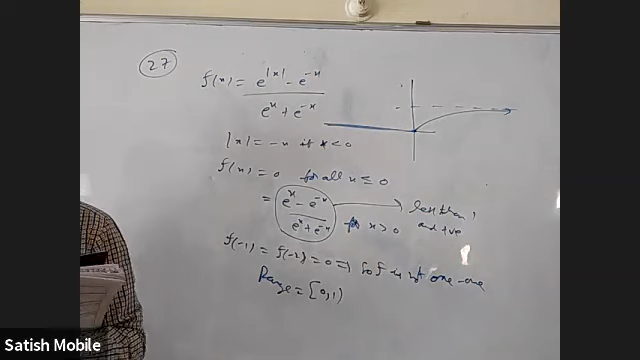 27
f(x) = e^|x| - e^-x / e^x + e^-x
|x| = -x if x < 0
f(x) = 0 for all x ≤ 0
= e^x - e^-x / e^x + e^-x for x > 0 → less than 1 and +ve
f(-1) = f(-2) = 0 ⇒ So f is not one-one
Range = [0,1)
Satish Mobile